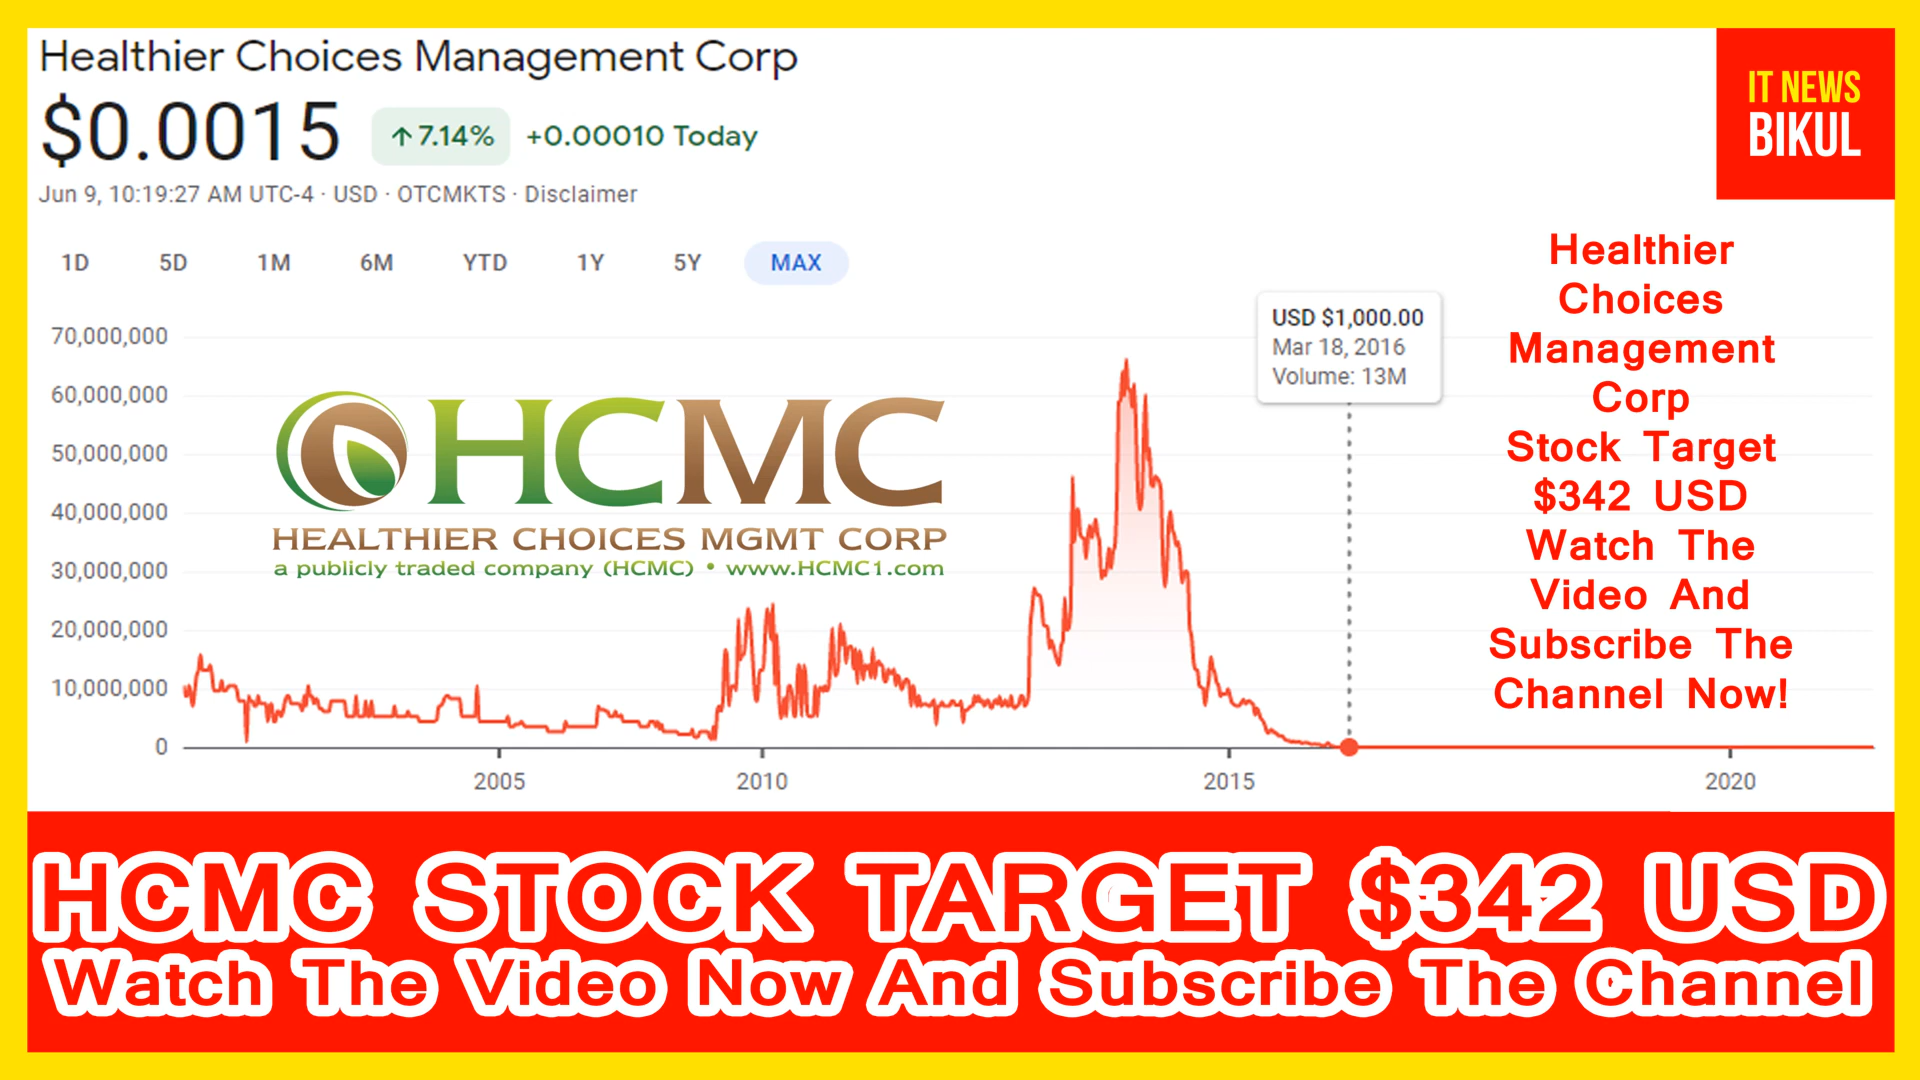 Healthier Choices Management Corp
$0.0015 ↑ 7.14% +0.00010 Today
Jun 9, 10:19:27 AM UTC-4 · USD · OTCMKTS · Disclaimer
1D 5D 1M 6M YTD 1Y 5Y MAX
IT NEWS
BIKUL
70,000,000
60,000,000
50,000,000
40,000,000
30,000,000
20,000,000
10,000,000
0
2005 2010 2015 2020
HCMC
HEALTHIER CHOICES MGMT CORP
a publicly traded company (HCMC) • www.HCMC1.com
USD $1,000.00
Mar 18, 2016
Volume: 13M
Healthier
Choices
Management
Corp
Stock Target
$342 USD
Watch The
Video And
Subscribe The
Channel Now!
HCMC STOCK TARGET $342 USD
Watch The Video Now And Subscribe The Channel